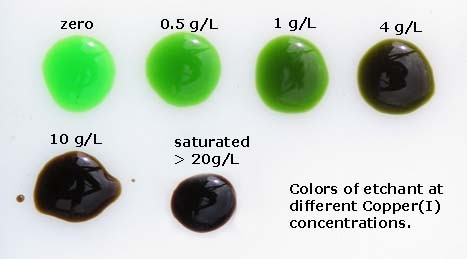 zero
0.5 g/L
1 g/L
4 g/L
10 g/L
saturated
> 20g/L
Colors of etchant at
different Copper(I)
concentrations.